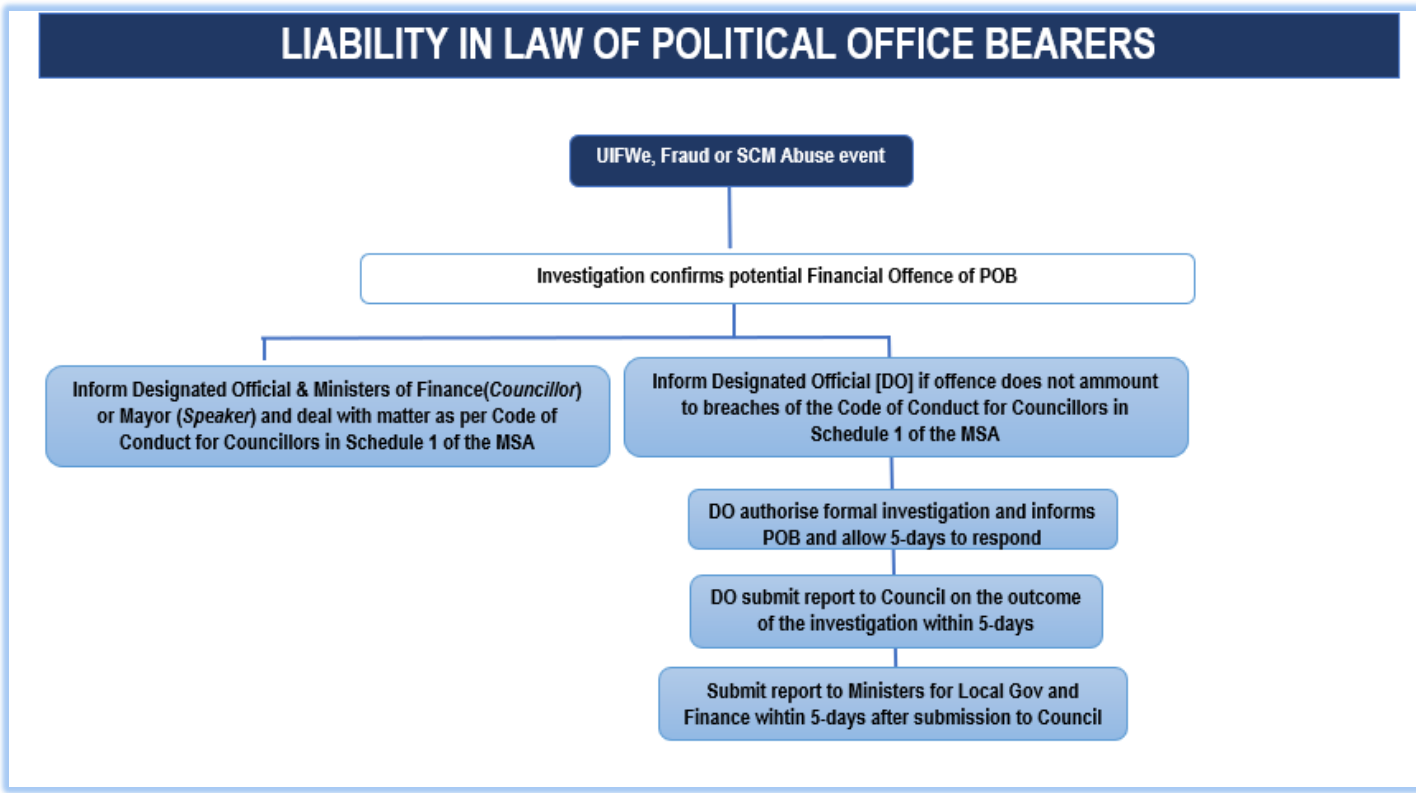 LIABILITY IN LAW OF POLITICAL OFFICE BEARERS
UIFWe, Fraud or SCM Abuse event
Investigation confirms potential Financial Offence of POB
Inform Designated Official & Ministers of Finance(Councillor)
or Mayor (Speaker) and deal with matter as per Code of
Conduct for Councillors in Schedule 1 of the MSA
Inform Designated Official [DO] if offence does not ammount
to breaches of the Code of Conduct for Councillors in
Schedule 1 of the MSA
DO authorise formal investigation and informs
POB and allow 5-days to respond
DO submit report to Council on the outcome
of the investigation within 5-days
Submit report to Ministers for Local Gov and
Finance wihtin 5-days after submission to Council